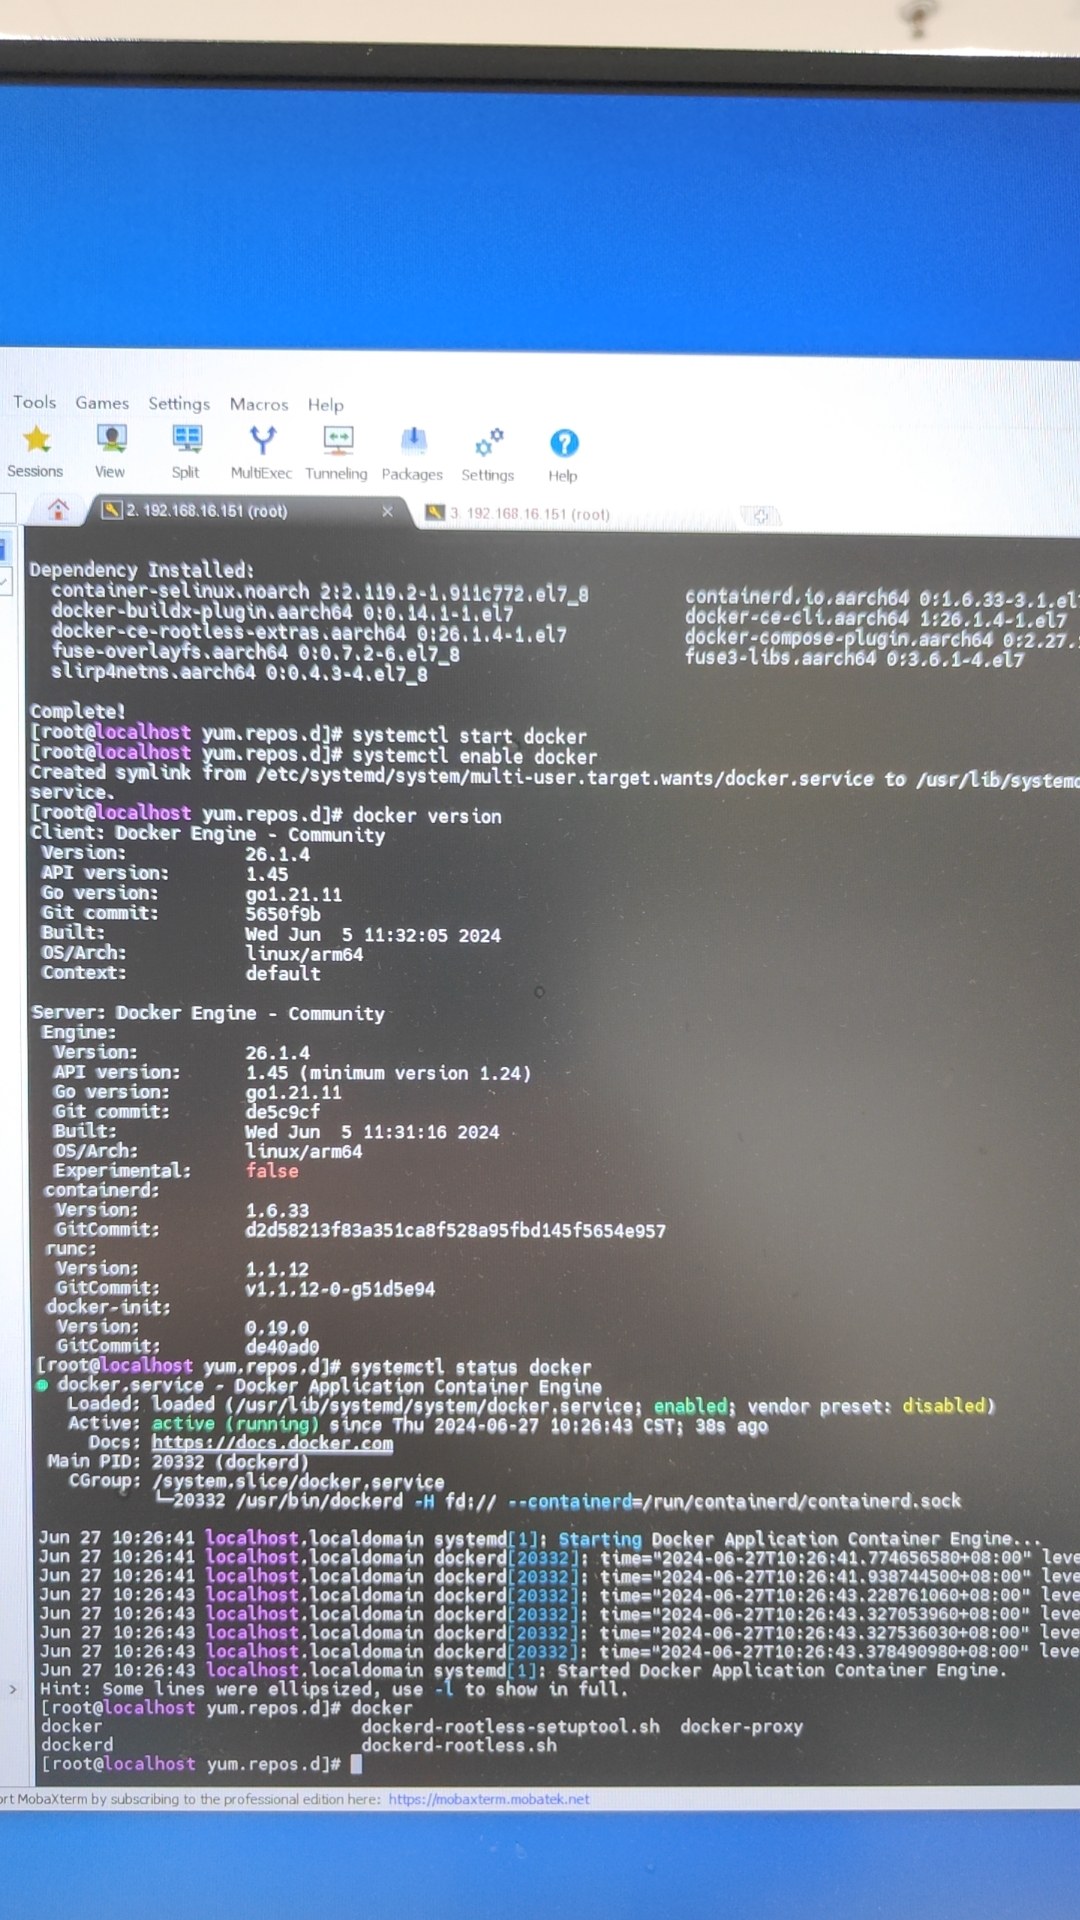 Tools Games Settings Macros Help
Sessions View Split MultiExec Tunneling Packages Settings Help
2. 192.168.16.151 (root) 3. 192.168.16.151 (root)
Dependency Installed:
container-selinux.noarch 2:2.119.2-1.911c772.el7_8 containerd.io.aarch64 0:1.6.33-3.1.el
docker-buildx-plugin.aarch64 0:0.14.1-1.el7 docker-ce-cli.aarch64 1:26.1.4-1.el7
docker-ce-rootless-extras.aarch64 0:26.1.4-1.el7 docker-compose-plugin.aarch64 0:2.27.
fuse-overlayfs.aarch64 0:0.7.2-6.el7_8 fuse3-libs.aarch64 0:3.6.1-4.el7
slirp4netns.aarch64 0:0.4.3-4.el7_8
Complete!
[root@localhost yum.repos.d]# systemctl start docker
[root@localhost yum.repos.d]# systemctl enable docker
Created symlink from /etc/systemd/system/multi-user.target.wants/docker.service to /usr/lib/system
service.
[root@localhost yum.repos.d]# docker version
Client: Docker Engine - Community
Version: 26.1.4
API version: 1.45
Go version: go1.21.11
Git commit: 5650f9b
Built: Wed Jun  5 11:32:05 2024
OS/Arch: linux/arm64
Context: default
Server: Docker Engine - Community
Engine:
Version: 26.1.4
API version: 1.45 (minimum version 1.24)
Go version: go1.21.11
Git commit: de5c9cf
Built: Wed Jun  5 11:31:16 2024
OS/Arch: linux/arm64
Experimental: false
containerd:
Version: 1.6.33
GitCommit: d2d58213f83a351ca8f528a95fbd145f5654e957
runc:
Version: 1.1.12
GitCommit: v1.1.12-0-g51d5e94
docker-init:
Version: 0.19.0
GitCommit: de40ad0
[root@localhost yum.repos.d]# systemctl status docker
● docker.service - Docker Application Container Engine
Loaded: loaded (/usr/lib/systemd/system/docker.service; enabled; vendor preset: disabled)
Active: active (running) since Thu 2024-06-27 10:26:43 CST; 38s ago
Docs: https://docs.docker.com
Main PID: 20332 (dockerd)
CGroup: /system.slice/docker.service
└─20332 /usr/bin/dockerd -H fd:// --containerd=/run/containerd/containerd.sock
Jun 27 10:26:41 localhost.localdomain systemd[1]: Starting Docker Application Container Engine...
Jun 27 10:26:41 localhost.localdomain dockerd[20332]: time="2024-06-27T10:26:41.774656580+08:00" leve
Jun 27 10:26:41 localhost.localdomain dockerd[20332]: time="2024-06-27T10:26:41.938744500+08:00" leve
Jun 27 10:26:43 localhost.localdomain dockerd[20332]: time="2024-06-27T10:26:43.228761060+08:00" leve
Jun 27 10:26:43 localhost.localdomain dockerd[20332]: time="2024-06-27T10:26:43.327053960+08:00" leve
Jun 27 10:26:43 localhost.localdomain dockerd[20332]: time="2024-06-27T10:26:43.327536030+08:00" leve
Jun 27 10:26:43 localhost.localdomain dockerd[20332]: time="2024-06-27T10:26:43.378490980+08:00" leve
Jun 27 10:26:43 localhost.localdomain systemd[1]: Started Docker Application Container Engine.
Hint: Some lines were ellipsized, use -l to show in full.
[root@localhost yum.repos.d]# docker
docker dockerd-rootless-setuptool.sh docker-proxy
dockerd dockerd-rootless.sh
[root@localhost yum.repos.d]#
ort MobaXterm by subscribing to the professional edition here: https://mobaxterm.mobatek.net